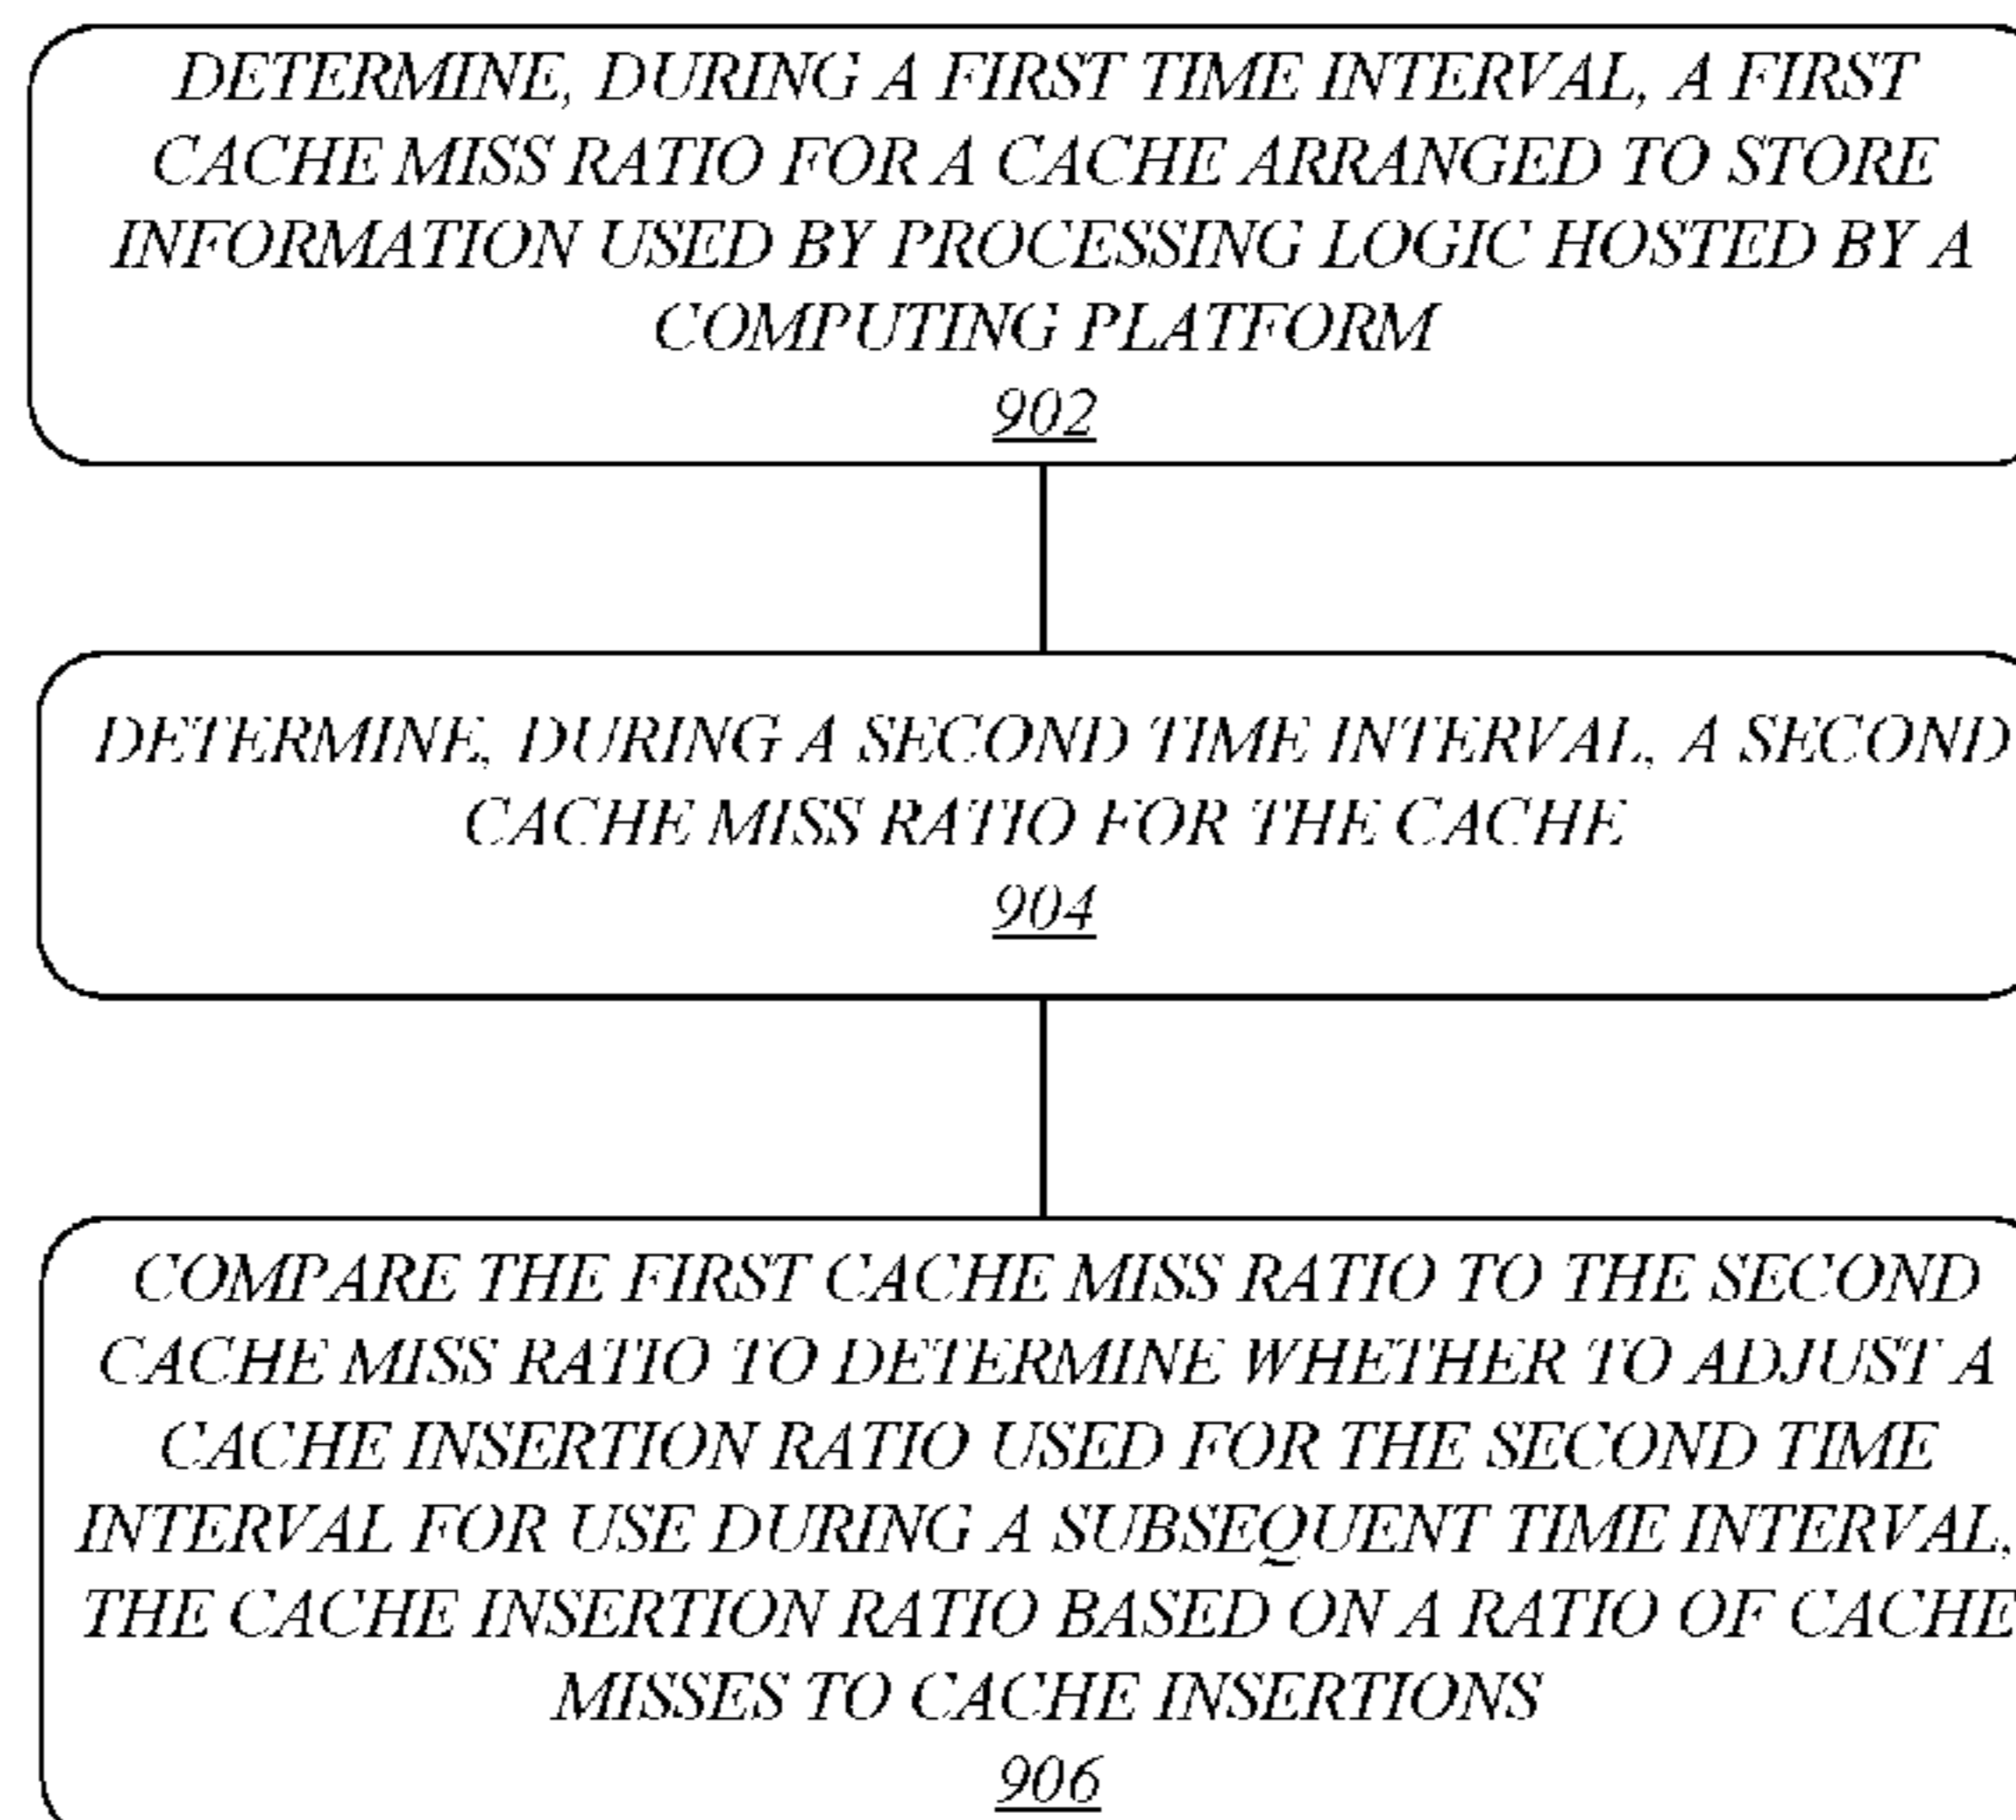 DETERMINE, DURING A FIRST TIME INTERVAL, A FIRST
CACHE MISS RATIO FOR A CACHE ARRANGED TO STORE
INFORMATION USED BY PROCESSING LOGIC HOSTED BY A
COMPUTING PLATFORM
902
DETERMINE, DURING A SECOND TIME INTERVAL, A SECOND
CACHE MISS RATIO FOR THE CACHE
904
COMPARE THE FIRST CACHE MISS RATIO TO THE SECOND
CACHE MISS RATIO TO DETERMINE WHETHER TO ADJUST A
CACHE INSERTION RATIO USED FOR THE SECOND TIME
INTERVAL FOR USE DURING A SUBSEQUENT TIME INTERVAL,
THE CACHE INSERTION RATIO BASED ON A RATIO OF CACHE
MISSES TO CACHE INSERTIONS
906